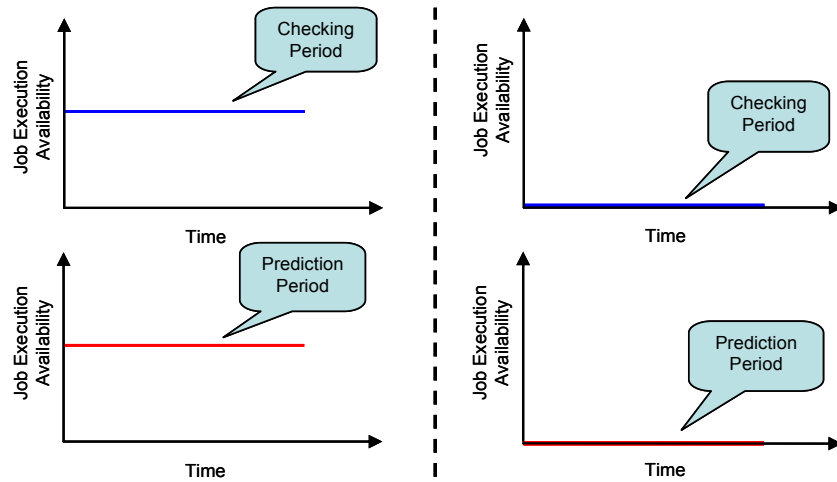 Checking
Period
Job Execution
Availability
Time
Prediction
Period
Job Execution
Availability
Time
Checking
Period
Job Execution
Availability
Time
Prediction
Period
Job Execution
Availability
Time